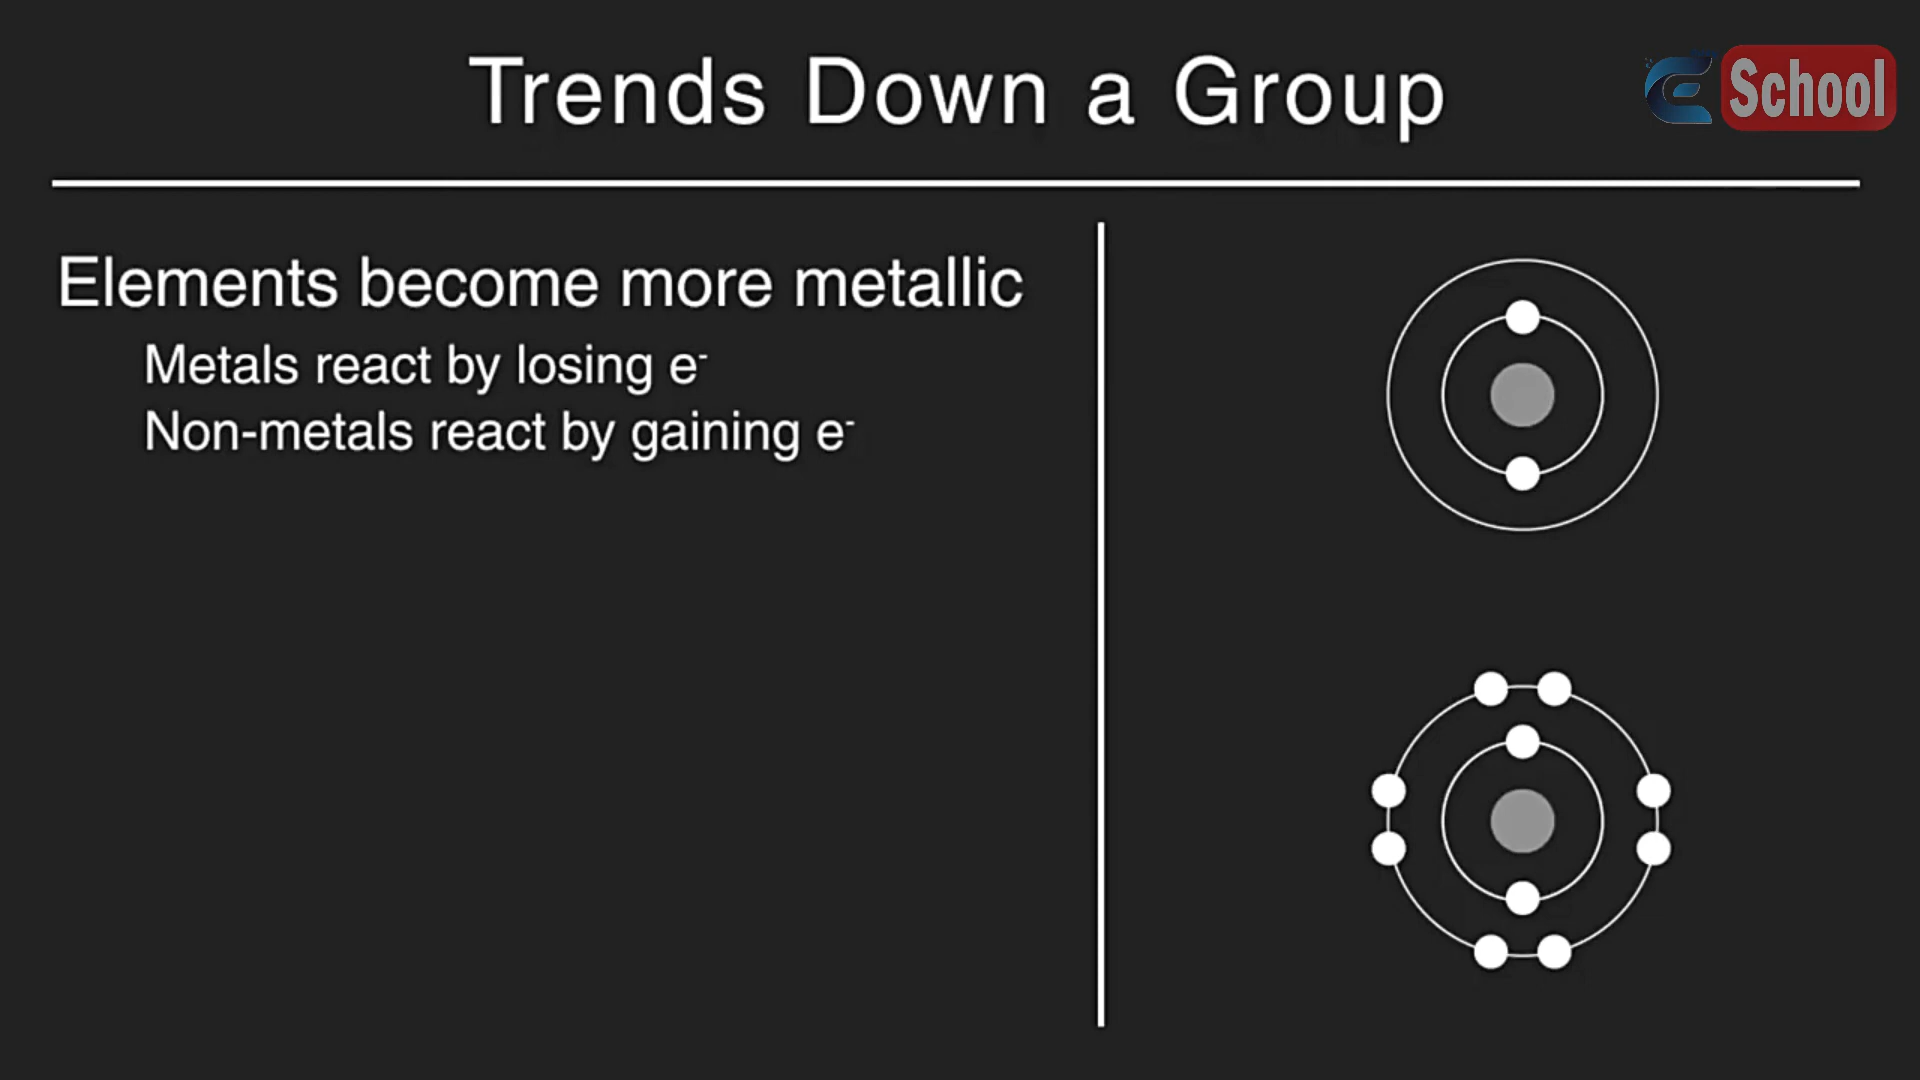 Trends Down a Group
School
Elements become more metallic
Metals react by losing e⁻
Non-metals react by gaining e⁻